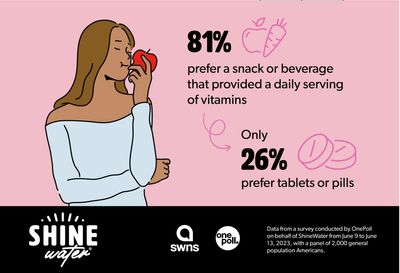 81%
prefer a snack or beverage
that provided a daily serving
of vitamins
Only
26%
prefer tablets or pills
SHINE
water
swns
one
poll.
Data from a survey conducted by OnePoll
on behalf of ShineWater from June 9 to June
13, 2023, with a panel of 2,000 general
population Americans.